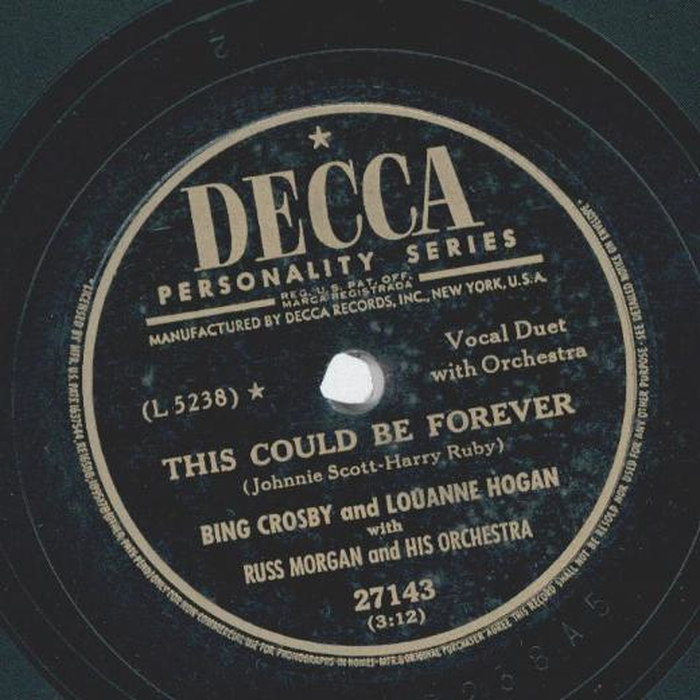 DECCA
PERSONALITY SERIES
REG. U.S. PAT. OFF.
MARCA REGISTRADA
MANUFACTURED BY DECCA RECORDS, INC., NEW YORK, U.S.A.
Vocal Duet
with Orchestra
(L 5238) ★
THIS COULD BE FOREVER
(Johnnie Scott-Harry Ruby)
BING CROSBY and LOUANNE HOGAN
with
RUSS MORGAN and HIS ORCHESTRA
27143
(3:12)